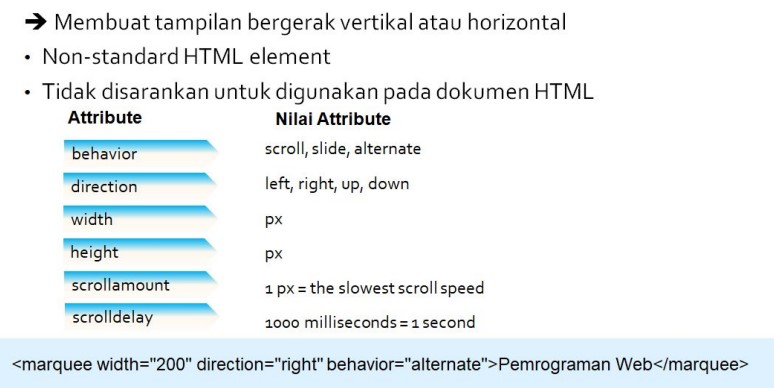 ➔ Membuat tampilan bergerak vertikal atau horizontal
• Non-standard HTML element
• Tidak disarankan untuk digunakan pada dokumen HTML
Attribute Nilai Attribute
behavior scroll, slide, alternate
direction left, right, up, down
width px
height px
scrollamount 1 px = the slowest scroll speed
scrolldelay 1000 milliseconds = 1 second
<marquee width="200" direction="right" behavior="alternate">Pemrograman Web</marquee>